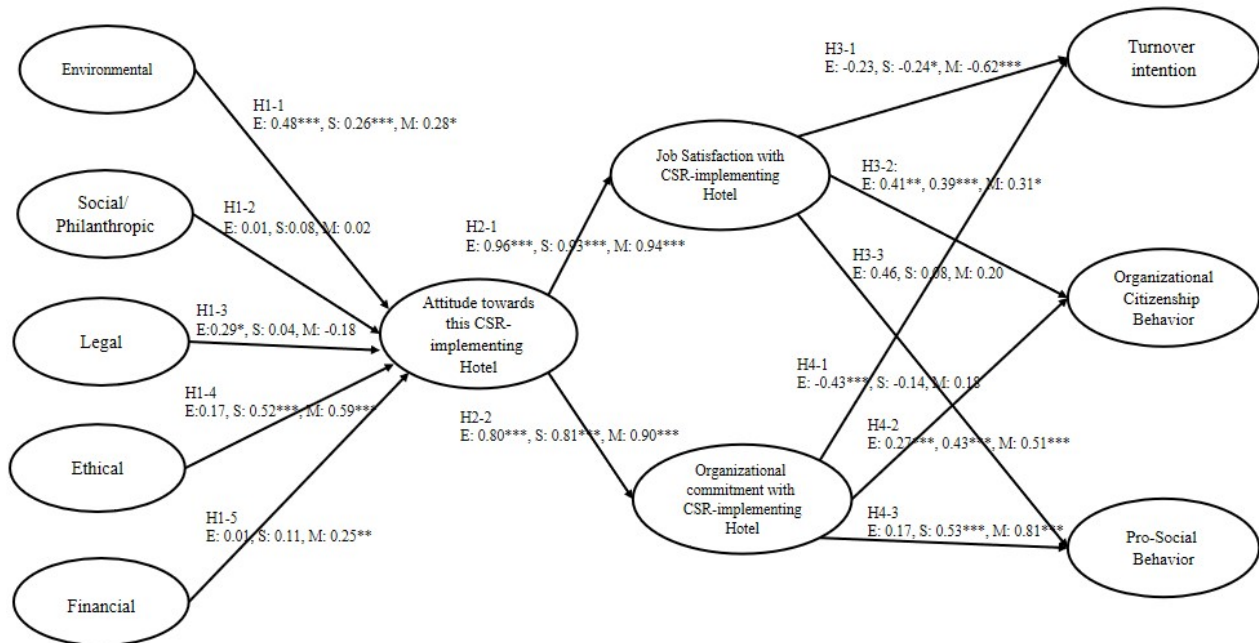 Environmental
H1-1
E: 0.48***, S: 0.26***, M: 0.28*
Social/
Philanthropic
H1-2
E: 0.01, S:0.08, M: 0.02
Legal
H1-3
E:0.29*, S: 0.04, M: -0.18
Ethical
H1-4
E:0.17, S: 0.52***, M: 0.59***
Financial
H1-5
E: 0.01, S: 0.11, M: 0.25**
Attitude towards
this CSR-
implementing
Hotel
H2-1
E: 0.96***, S: 0.93***, M: 0.94***
H2-2
E: 0.80***, S: 0.81***, M: 0.90***
Job Satisfaction with
CSR-implementing
Hotel
Organizational
commitment with
CSR-implementing
Hotel
H3-1
E: -0.23, S: -0.24*, M: -0.62***
H3-2:
E: 0.41**, 0.39***, M: 0.31*
H3-3
E: 0.46, S: 0.08, M: 0.20
H4-1
E: -0.43***, S: -0.14, M: 0.18
H4-2
E: 0.27***, 0.43***, M: 0.51***
H4-3
E: 0.17, S: 0.53***, M: 0.81***
Turnover
intention
Organizational
Citizenship
Behavior
Pro-Social
Behavior